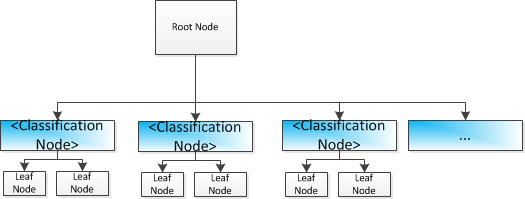 Root Node
<Classification
Node>
<Classification
Node>
<Classification
Node>
...
Leaf
Node
Leaf
Node
Leaf
Node
Leaf
Node
Leaf
Node
Leaf
Node